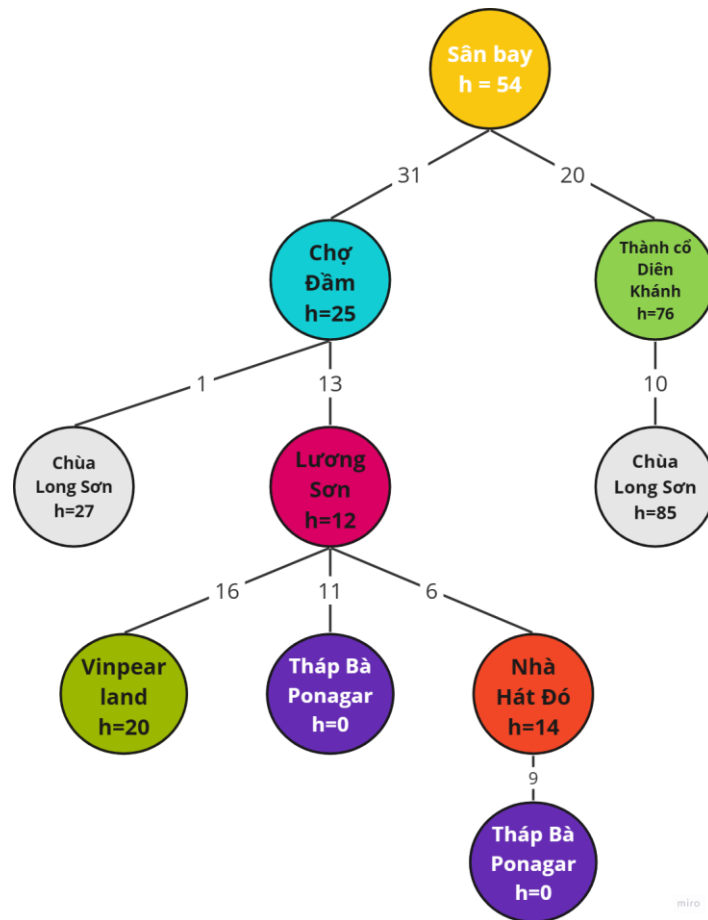 Sân bay
h = 54
31
20
Chợ
Đầm
h=25
Thành cổ
Diên
Khánh
h=76
1
13
10
Chùa
Long Sơn
h=27
Lương
Sơn
h=12
Chùa
Long Sơn
h=85
16
11
6
Vinpear
land
h=20
Tháp Bà
Ponagar
h=0
Nhà
Hát Đó
h=14
9
Tháp Bà
Ponagar
h=0
miro